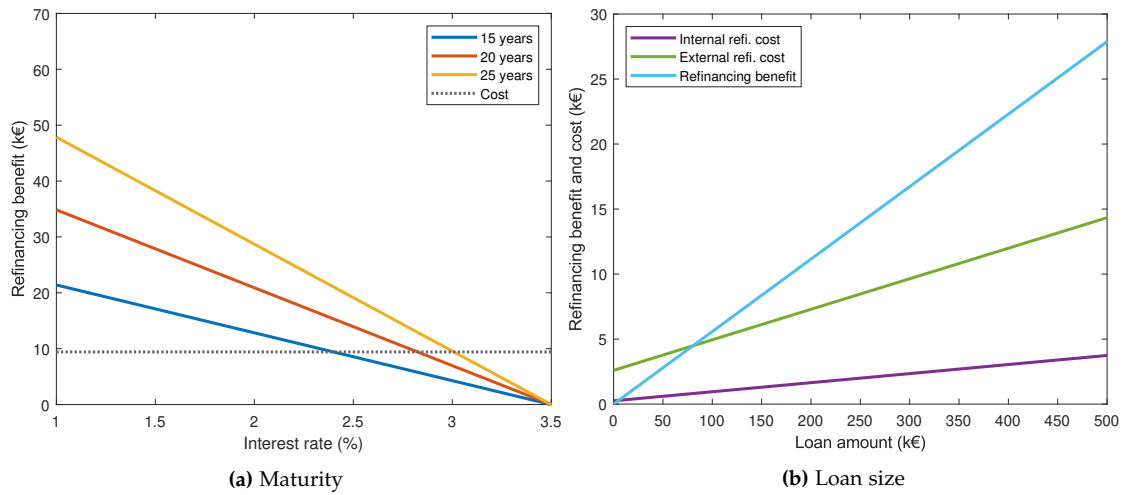 70
60
50
40
30
20
10
0
Refinancing benefit (k€)
15 years
20 years
25 years
Cost
1
1.5
2
2.5
3
3.5
Interest rate (%)
(a) Maturity
30
25
20
15
10
5
0
Refinancing benefit and cost (k€)
Internal refi. cost
External refi. cost
Refinancing benefit
0
50
100
150
200
250
300
350
400
450
500
Loan amount (k€)
(b) Loan size